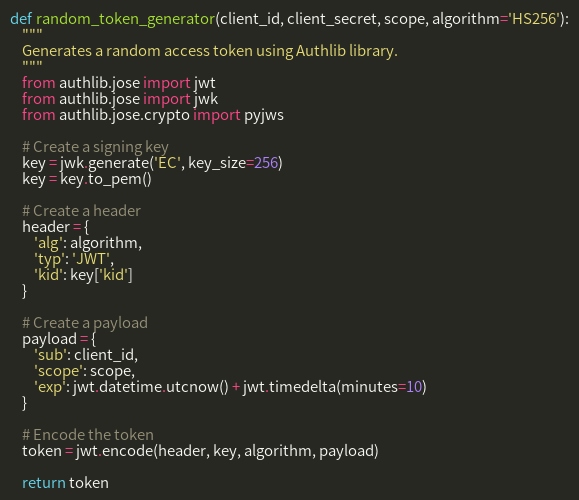 def random_token_generator(client_id, client_secret, scope, algorithm='HS256'):
"""
Generates a random access token using Authlib library.
"""
from authlib.jose import jwt
from authlib.jose import jwk
from authlib.jose.crypto import pyjws
# Create a signing key
key = jwk.generate('EC', key_size=256)
key = key.to_pem()
# Create a header
header = {
'alg': algorithm,
'typ': 'JWT',
'kid': key['kid']
}
# Create a payload
payload = {
'sub': client_id,
'scope': scope,
'exp': jwt.datetime.utcnow() + jwt.timedelta(minutes=10)
}
# Encode the token
token = jwt.encode(header, key, algorithm, payload)
return token